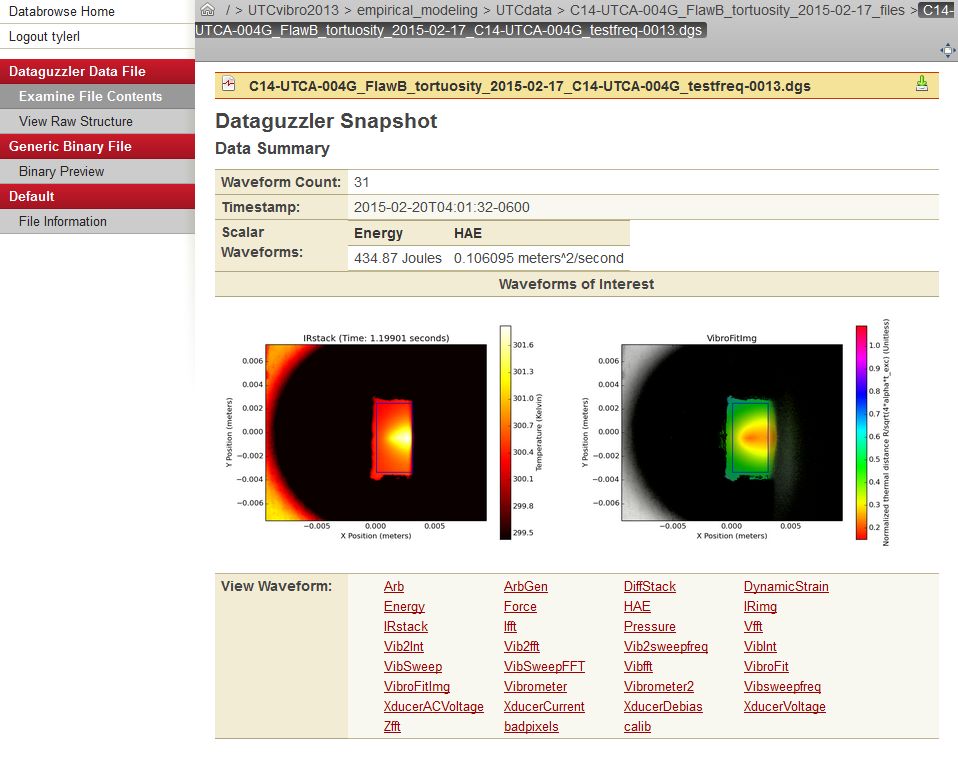 Databrowse Home
Logout tylerl
Dataguzzler Data File
Examine File Contents
View Raw Structure
Generic Binary File
Binary Preview
Default
File Information
/ > UTCvibro2013 > empirical_modeling > UTCdata > C14-UTCA-004G_FlawB_tortuosity_2015-02-17_files > C14-
UTCA-004G_FlawB_tortuosity_2015-02-17_C14-UTCA-004G_testfreq-0013.dgs
C14-UTCA-004G_FlawB_tortuosity_2015-02-17_C14-UTCA-004G_testfreq-0013.dgs
Dataguzzler Snapshot
Data Summary
Waveform Count: 31
Timestamp: 2015-02-20T04:01:32-0600
Scalar Waveforms:
Energy HAE
434.87 Joules 0.106095 meters^2/second
Waveforms of Interest
IRstack (Time: 1.19901 seconds)
Y Position (meters)
0.006
0.004
0.002
0.000
−0.002
−0.004
−0.006
−0.005 0.000 0.005
X Position (meters)
301.6
301.3
301.0
300.7
300.4
300.1
299.8
299.5
Temperature (Kelvin)
VibroFitImg
Y Position (meters)
0.006
0.004
0.002
0.000
−0.002
−0.004
−0.006
−0.005 0.000 0.005
X Position (meters)
1.0
0.9
0.8
0.7
0.6
0.5
0.4
0.3
0.2
Normalized thermal distance R/sqrt(4*alpha*t_exc) (Unitless)
View Waveform:
Arb ArbGen DiffStack DynamicStrain
Energy Force HAE IRimg
IRstack Ifft Pressure Vfft
Vib2Int Vib2fft Vib2sweepfreq VibInt
VibSweep VibSweepFFT Vibfft VibroFit
VibroFitImg Vibrometer Vibrometer2 Vibsweepfreq
XducerACVoltage XducerCurrent XducerDebias XducerVoltage
Zfft badpixels calib